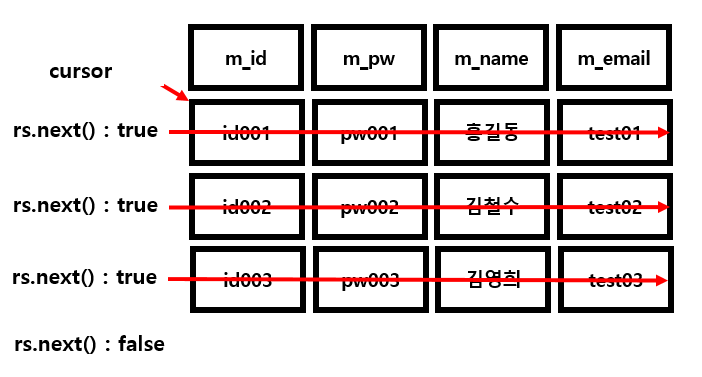 m_id m_pw m_name m_email
cursor
rs.next() : true id001 pw001 홍길동 test01
rs.next() : true id002 pw002 김철수 test02
rs.next() : true id003 pw003 김영희 test03
rs.next() : false